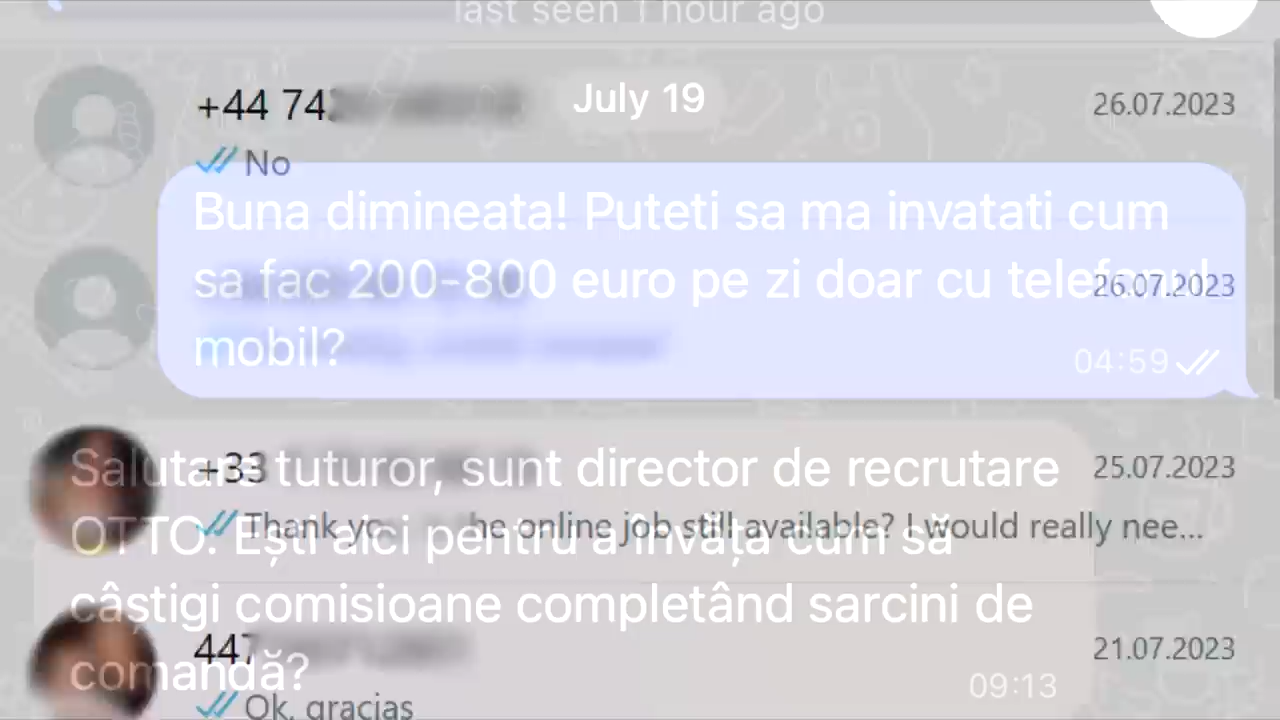 last seen 1 hour ago
+44 742
July 19
26.07.2023
No
Buna dimineata! Puteti sa ma invatati cum
sa fac 200-800 euro pe zi doar cu telefonul
26.07.2023
mobil?
04:59
Salutare tuturor, sunt director de recrutare
+33
25.07.2023
OTTO. Ești aici pentru a învăța cum să
Thank yo he online job still available? I would really nee...
câștigi comisioane completând sarcini de
447
21.07.2023
comandă?
09:13
Ok, gracias